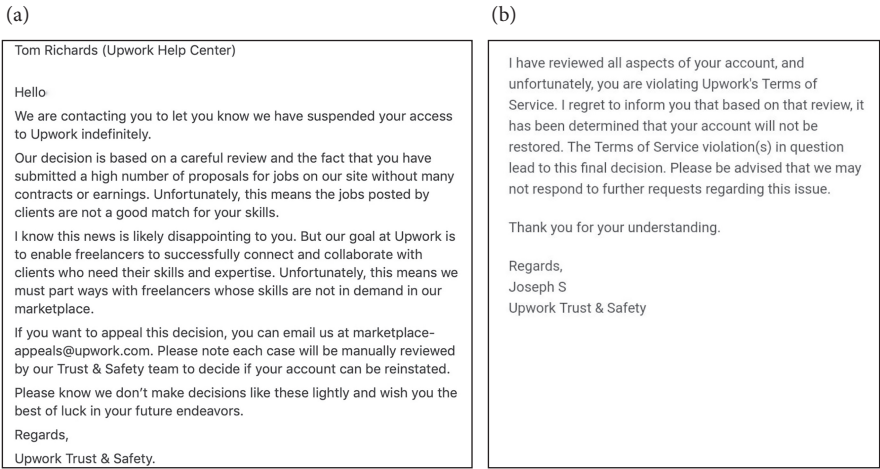 (a)
Tom Richards (Upwork Help Center)
Hello
We are contacting you to let you know we have suspended your access
to Upwork indefinitely.
Our decision is based on a careful review and the fact that you have
submitted a high number of proposals for jobs on our site without many
contracts or earnings. Unfortunately, this means the jobs posted by
clients are not a good match for your skills.
I know this news is likely disappointing to you. But our goal at Upwork is
to enable freelancers to successfully connect and collaborate with
clients who need their skills and expertise. Unfortunately, this means we
must part ways with freelancers whose skills are not in demand in our
marketplace.
If you want to appeal this decision, you can email us at marketplace-
appeals@upwork.com. Please note each case will be manually reviewed
by our Trust & Safety team to decide if your account can be reinstated.
Please know we don't make decisions like these lightly and wish you the
best of luck in your future endeavors.
Regards,
Upwork Trust & Safety.
(b)
I have reviewed all aspects of your account, and
unfortunately, you are violating Upwork's Terms of
Service. I regret to inform you that based on that review, it
has been determined that your account will not be
restored. The Terms of Service violation(s) in question
lead to this final decision. Please be advised that we may
not respond to further requests regarding this issue.
Thank you for your understanding.
Regards,
Joseph S
Upwork Trust & Safety